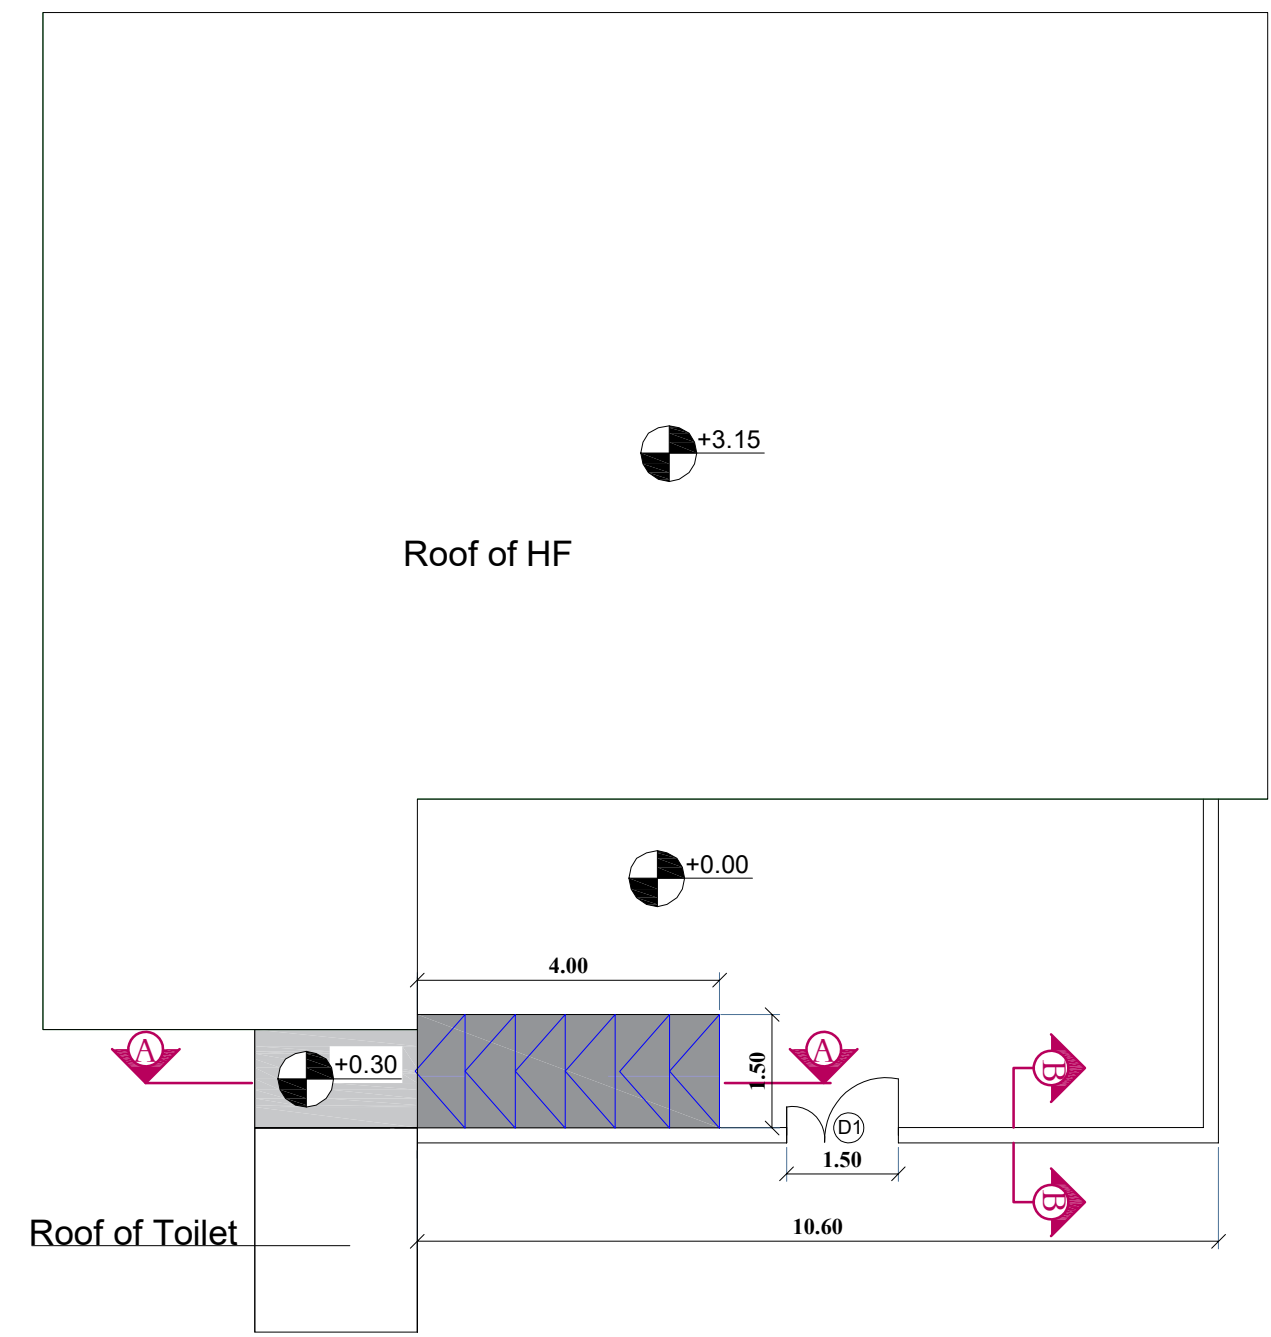 +3.15
Roof of HF
+0.00
4.00
A
+0.30
1.50
A
B
D1
1.50
B
Roof of Toilet
10.60